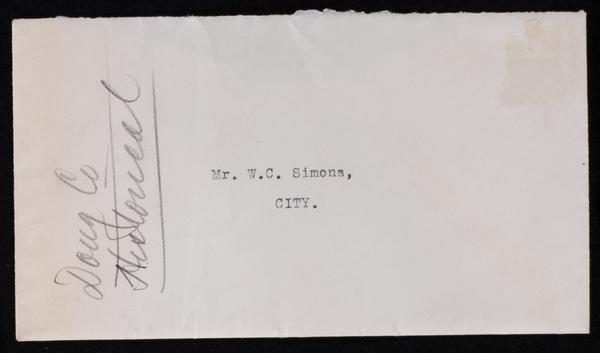 Mr. W.C. Simons,
CITY.
Doug Co
Historical